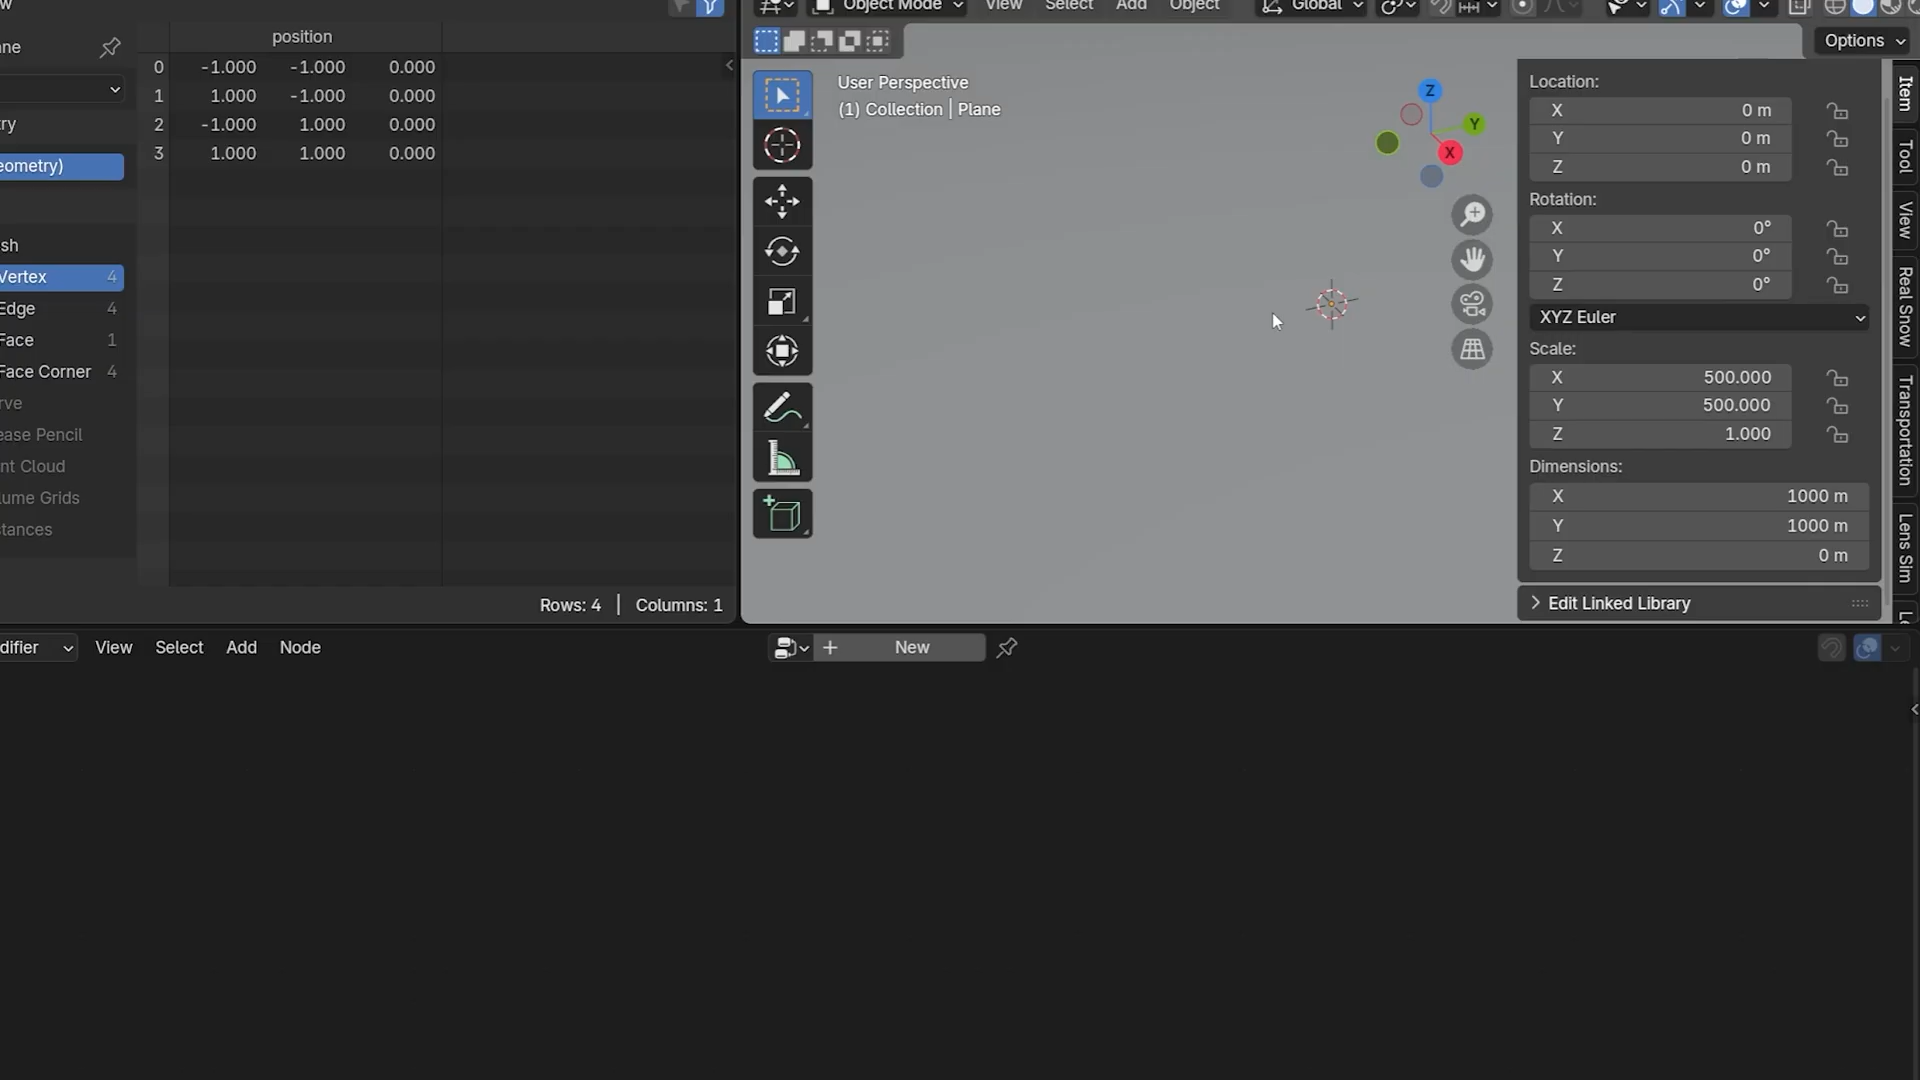 w
Object Mode
View
Select
Add
Object
Global
ne
position
0 -1.000 -1.000 0.000
1 1.000 -1.000 0.000
2 -1.000 1.000 0.000
3 1.000 1.000 0.000
ry
eometry)
sh
Vertex 4
Edge 4
Face 1
Face Corner 4
rve
ease Pencil
nt Cloud
lume Grids
stances
Rows: 4 | Columns: 1
Options
User Perspective
(1) Collection | Plane
Z
Y
X
Location:
X 0 m
Y 0 m
Z 0 m
Rotation:
X 0°
Y 0°
Z 0°
XYZ Euler
Scale:
X 500.000
Y 500.000
Z 1.000
Dimensions:
X 1000 m
Y 1000 m
Z 0 m
Edit Linked Library
Item
Tool
View
Real Snow
Transportation
Lens Sim
difier
View
Select
Add
Node
New